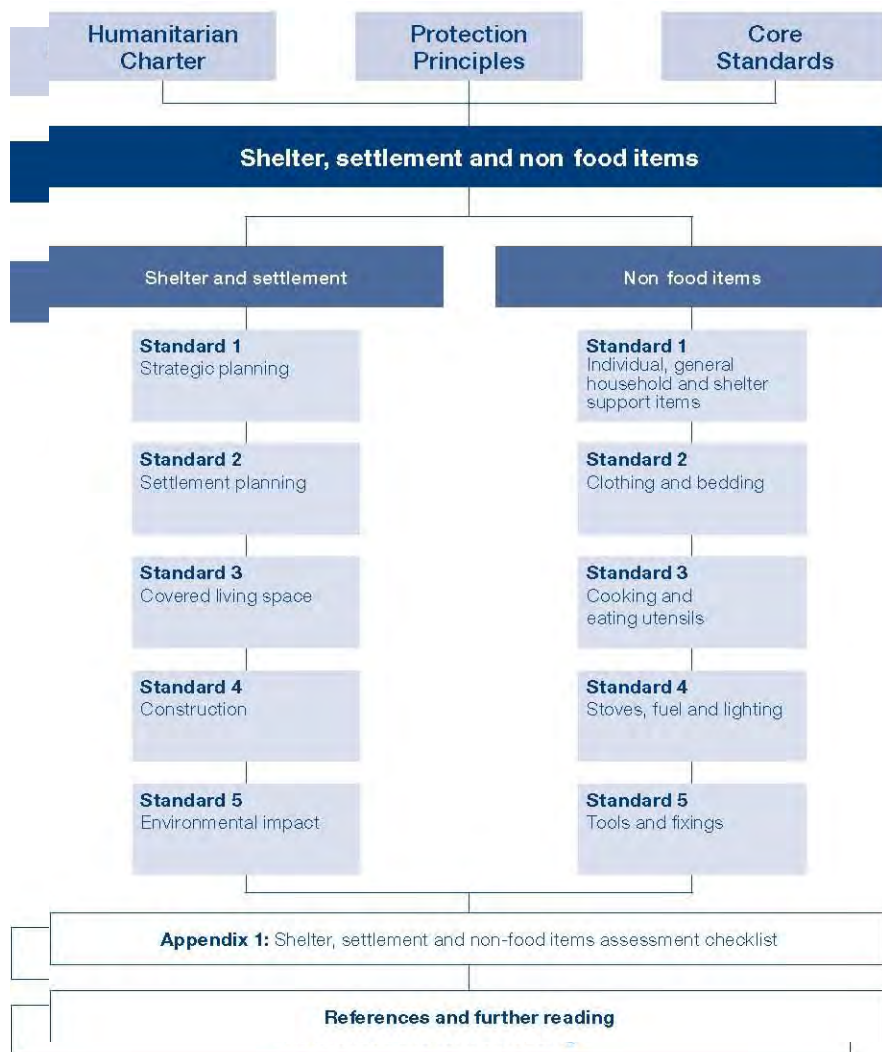 Humanitarian
Charter
Protection
Principles
Core
Standards
Shelter, settlement and non food items
Shelter and settlement
Standard 1
Strategic planning
Standard 2
Settlement planning
Standard 3
Covered living space
Standard 4
Construction
Standard 5
Environmental impact
Non food items
Standard 1
Individual, general
household and shelter
support items
Standard 2
Clothing and bedding
Standard 3
Cooking and
eating utensils
Standard 4
Stoves, fuel and lighting
Standard 5
Tools and fixings
Appendix 1: Shelter, settlement and non-food items assessment checklist
References and further reading